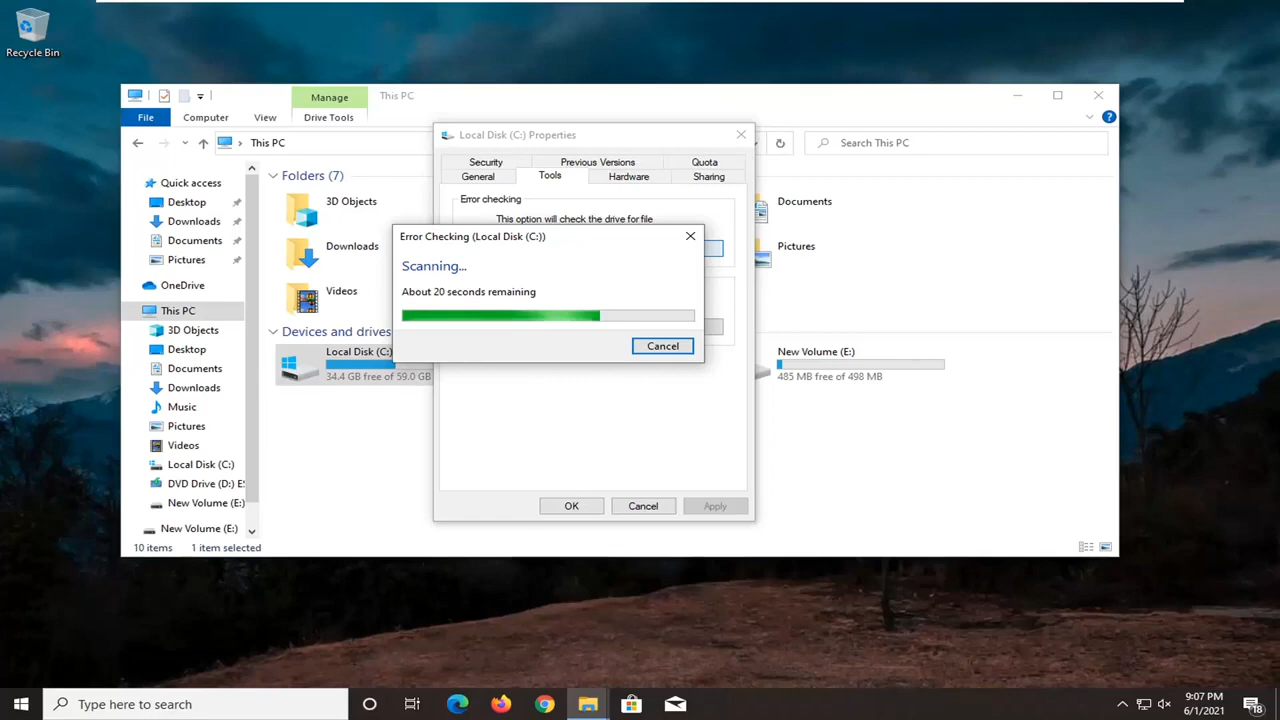 Recycle Bin
Manage
This PC
File
Computer
View
Drive Tools
This PC
Search This PC
Quick access
Desktop
Downloads
Documents
Pictures
OneDrive
This PC
3D Objects
Desktop
Documents
Downloads
Music
Pictures
Videos
Local Disk (C:)
DVD Drive (D:) ES
New Volume (E:)
New Volume (E:)
10 items
1 item selected
Folders (7)
3D Objects
Downloads
Videos
Documents
Pictures
Devices and drives
Local Disk (C:)
34.4 GB free of 59.0 GB
New Volume (E:)
485 MB free of 498 MB
Local Disk (C:) Properties
Security
Previous Versions
Quota
General
Tools
Hardware
Sharing
Error checking
This option will check the drive for file
Error Checking (Local Disk (C:))
Scanning...
About 20 seconds remaining
Cancel
OK
Cancel
Apply
Type here to search
9:07 PM
6/1/2021
18